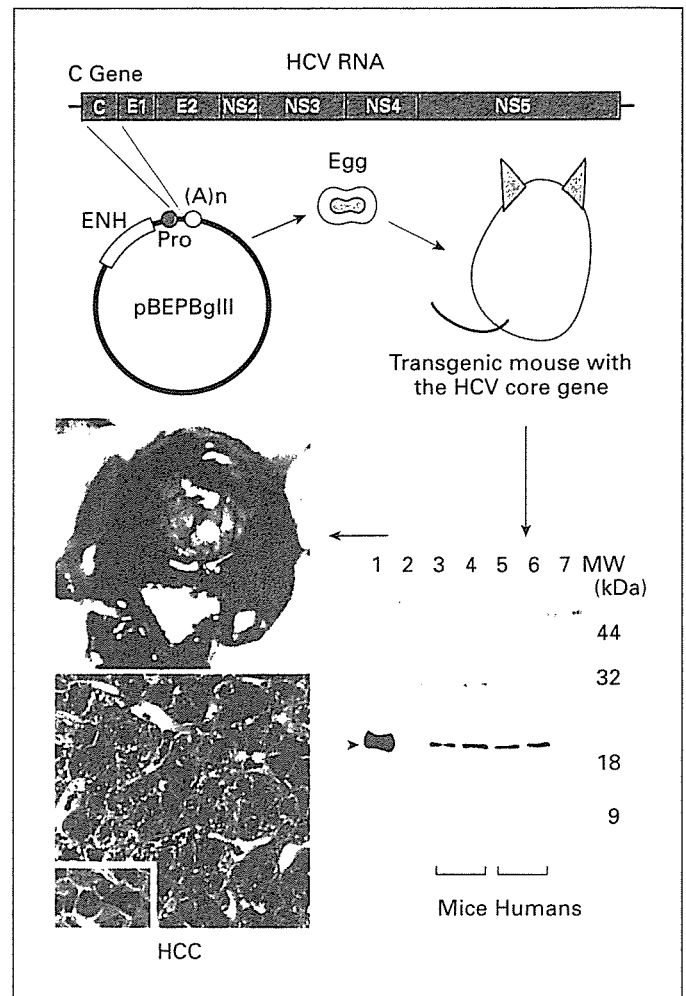 HCV RNA
C Gene
C E1 E2 NS2 NS3 NS4 NS5
Egg
(A)n
ENH
Pro
pBEPBglII
Transgenic mouse with
the HCV core gene
1 2 3 4 5 6 7 MW
(kDa)
44
32
18
9
Mice Humans
HCC